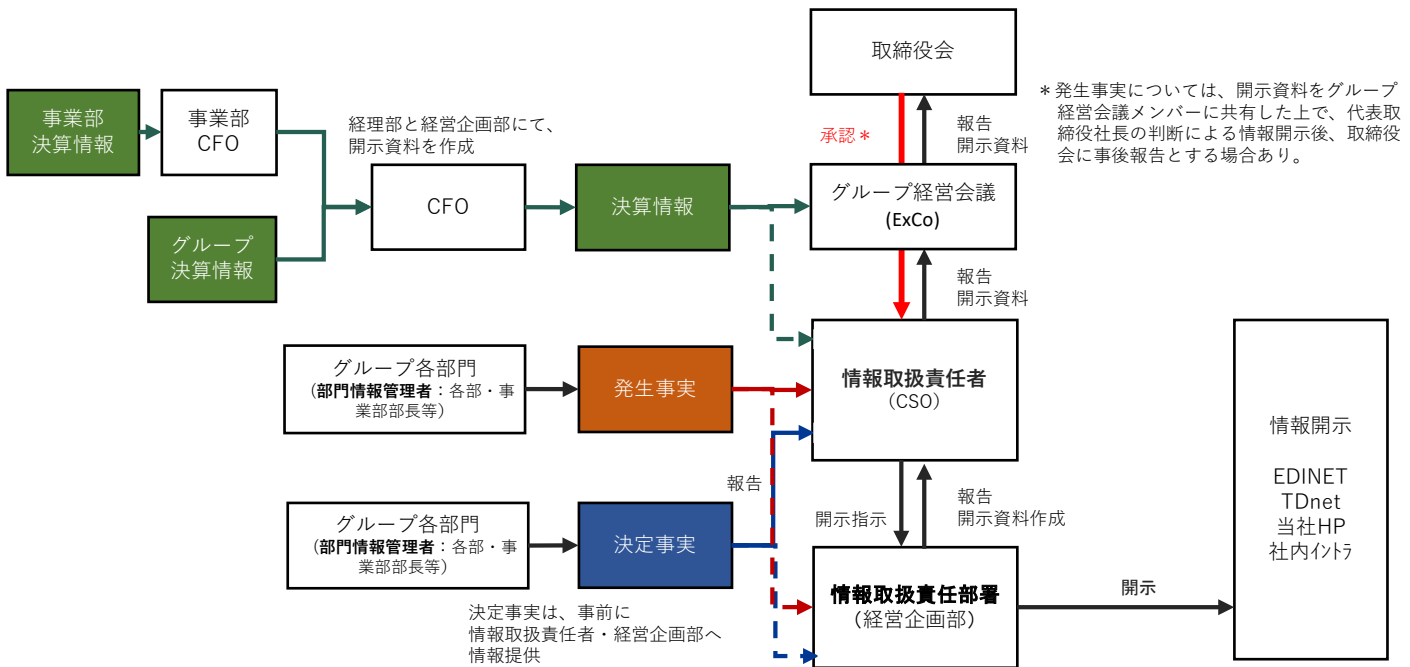 取締役会
事業部
決算情報
事業部
CFO
経理部と経営企画部にて、
開示資料を作成
承認＊
報告
開示資料
＊発生事実については、開示資料をグループ
経営会議メンバーに共有した上で、代表取
締役社長の判断による情報開示後、取締役
会に事後報告とする場合あり。
グループ
決算情報
CFO
決算情報
グループ経営会議
(ExCo)
報告
開示資料
グループ各部門
（部門情報管理者：各部・事
業部部長等）
発生事実
情報取扱責任者
（CSO）
情報開示
EDINET
TDnet
当社HP
社内ｲﾝﾄﾗ
報告
グループ各部門
（部門情報管理者：各部・事
業部部長等）
決定事実
開示指示
報告
開示資料作成
決定事実は、事前に
情報取扱責任者・経営企画部へ
情報提供
情報取扱責任部署
（経営企画部）
開示